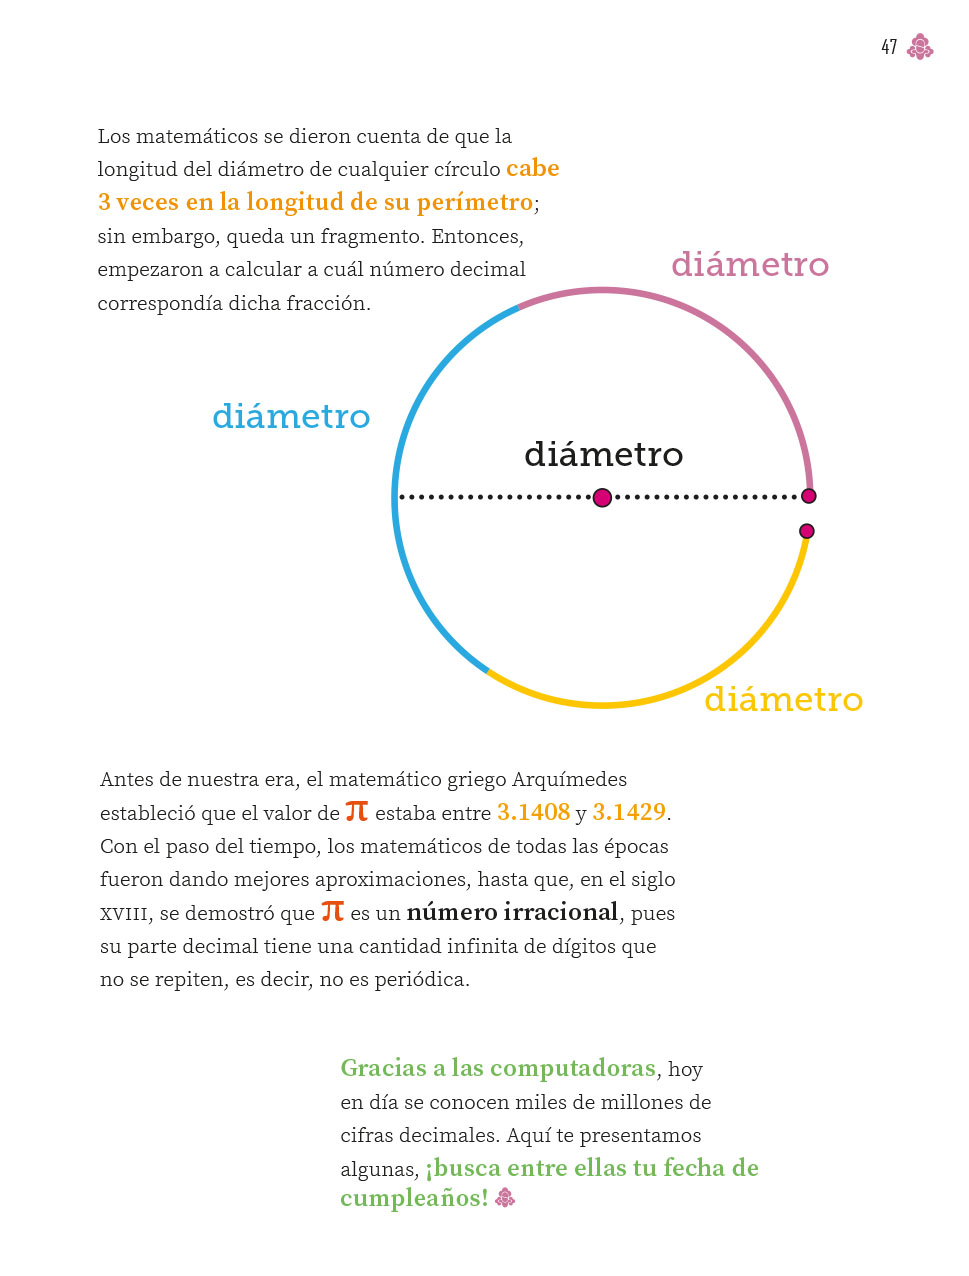 47
Los matemáticos se dieron cuenta de que la
longitud del diámetro de cualquier círculo cabe
3 veces en la longitud de su perímetro;
sin embargo, queda un fragmento. Entonces,
empezaron a calcular a cuál número decimal
correspondía dicha fracción.
diámetro
diámetro
diámetro
diámetro
Antes de nuestra era, el matemático griego Arquímedes
estableció que el valor de π estaba entre 3.1408 y 3.1429.
Con el paso del tiempo, los matemáticos de todas las épocas
fueron dando mejores aproximaciones, hasta que, en el siglo
XVIII, se demostró que π es un número irracional, pues
su parte decimal tiene una cantidad infinita de dígitos que
no se repiten, es decir, no es periódica.
Gracias a las computadoras, hoy
en día se conocen miles de millones de
cifras decimales. Aquí te presentamos
algunas, ¡busca entre ellas tu fecha de
cumpleaños!